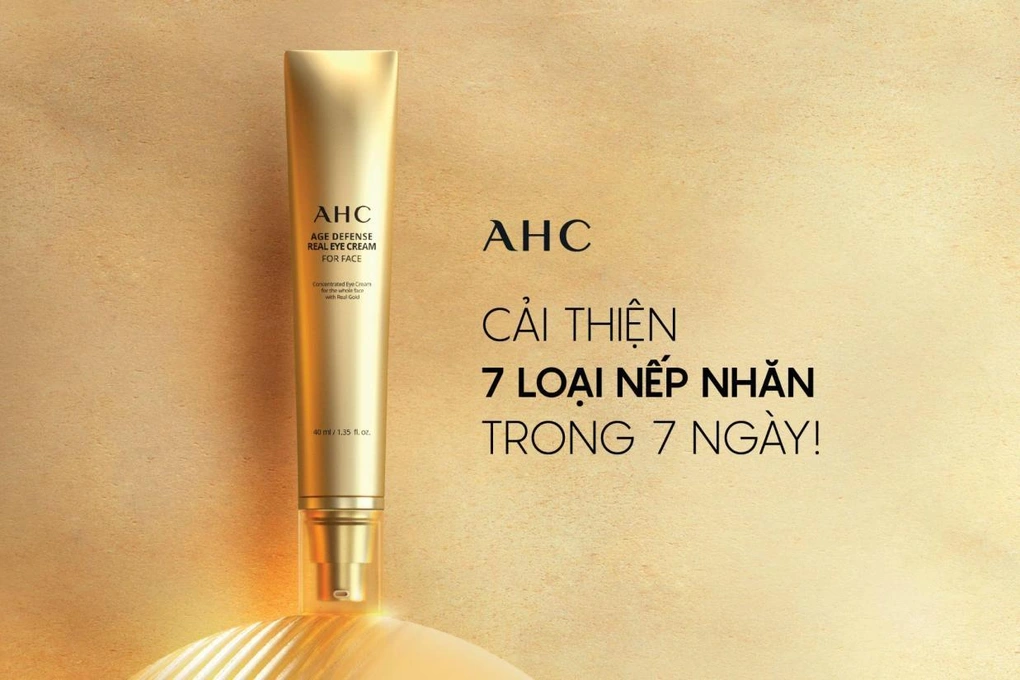 AHC
AGE DEFENSE
REAL EYE CREAM
FOR FACE
Concentrated Eye Cream
for the whole face
with Real Gold
40 ml / 1.35 fl. oz.
AHC
CẢI THIỆN
7 LOẠI NẾP NHĂN
TRONG 7 NGÀY!